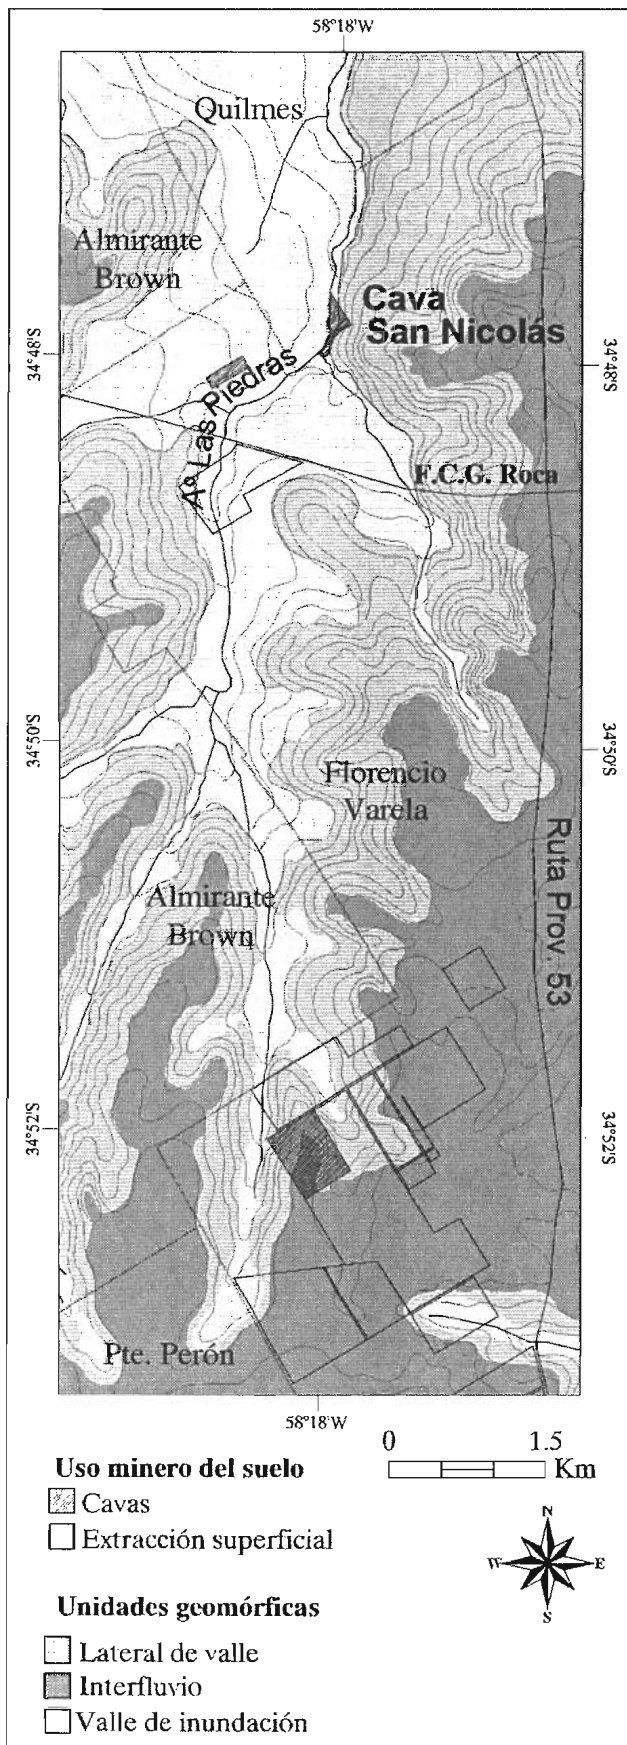 58°18'W
Quilmes
Almirante
Brown
Cava
San Nicolás
34°48'S
34°48'S
Aº Las Piedras
F.C.G. Roca
34°50'S
34°50'S
Florencio
Varela
Ruta Prov. 53
Almirante
Brown
34°52'S
34°52'S
Pte. Perón
58°18'W
0 1.5
Km
Uso minero del suelo
Cavas
Extracción superficial
N
W E
S
Unidades geomórficas
Lateral de valle
Interfluvio
Valle de inundación